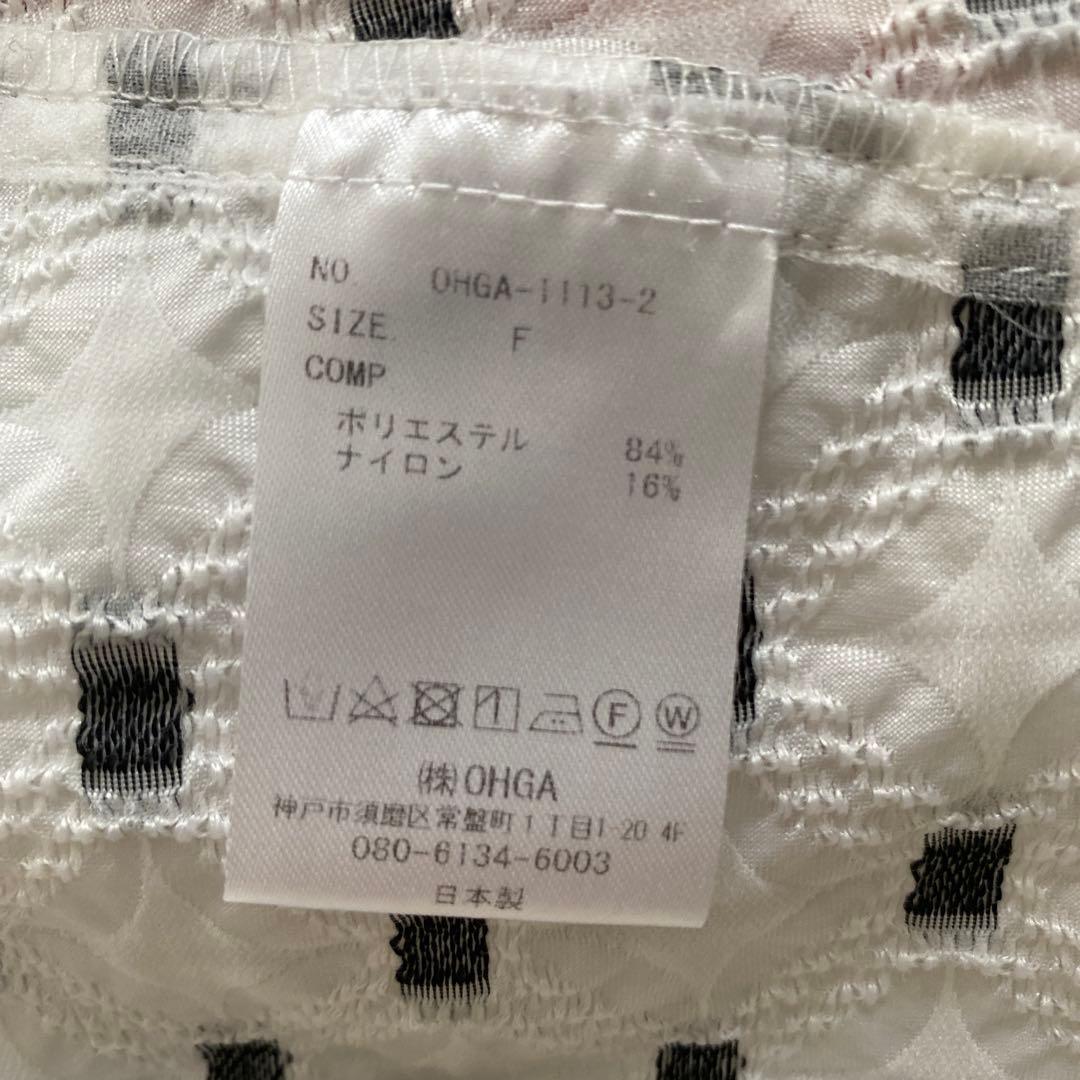 NO. OHGA-1113-2
SIZE. F
COMP
ポリエステル 84%
ナイロン 16%
F W
(株)OHGA
神戸市須磨区常盤町1丁目1-20 4F
080-6134-6003
日本製